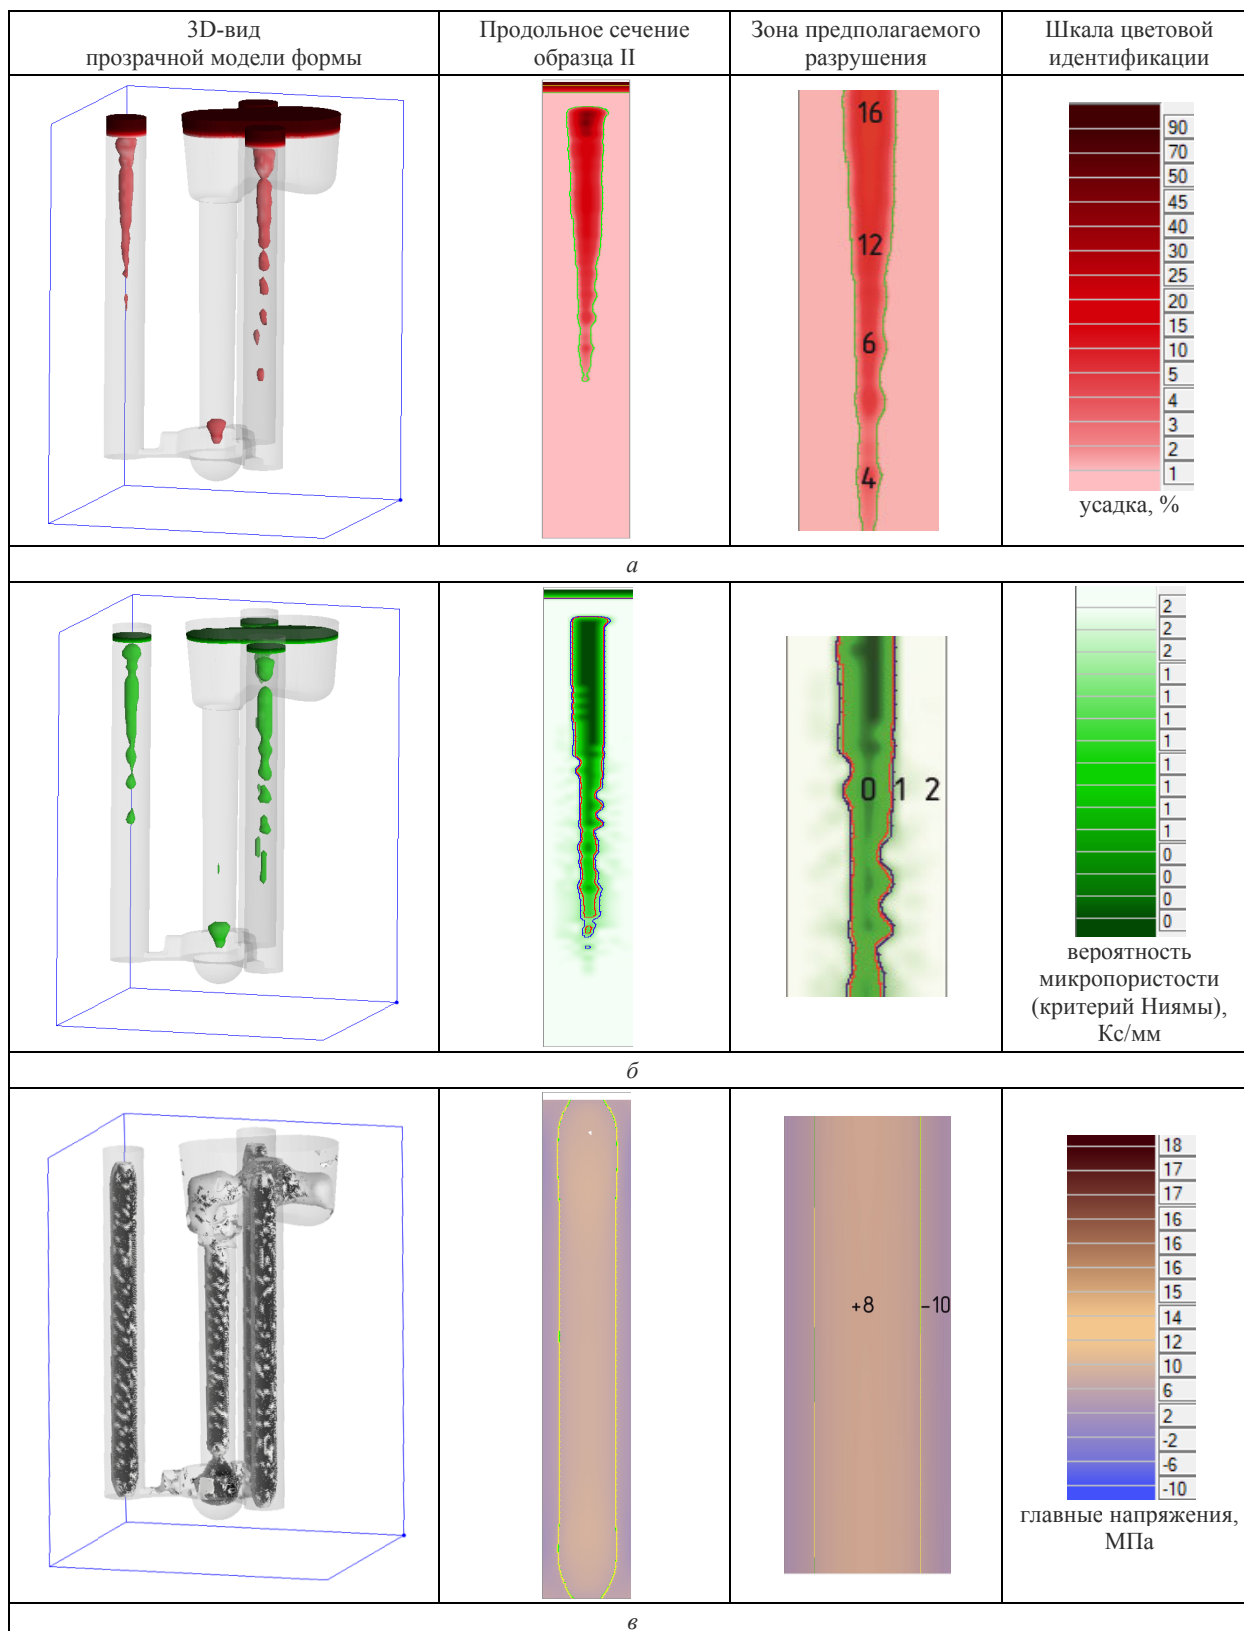 3D-вид
прозрачной модели формы
Продольное сечение
образца II
Зона предполагаемого
разрушения
Шкала цветовой
идентификации
16
12
6
4
90
70
50
45
40
30
25
20
15
10
5
4
3
2
1
усадка, %
а
0 1 2
2
2
2
1
1
1
1
1
1
1
1
0
0
0
0
вероятность
микропористости
(критерий Ниямы),
Кс/мм
б
+8 -10
18
17
17
16
16
16
15
14
12
10
6
2
-2
-6
-10
главные напряжения,
МПа
в